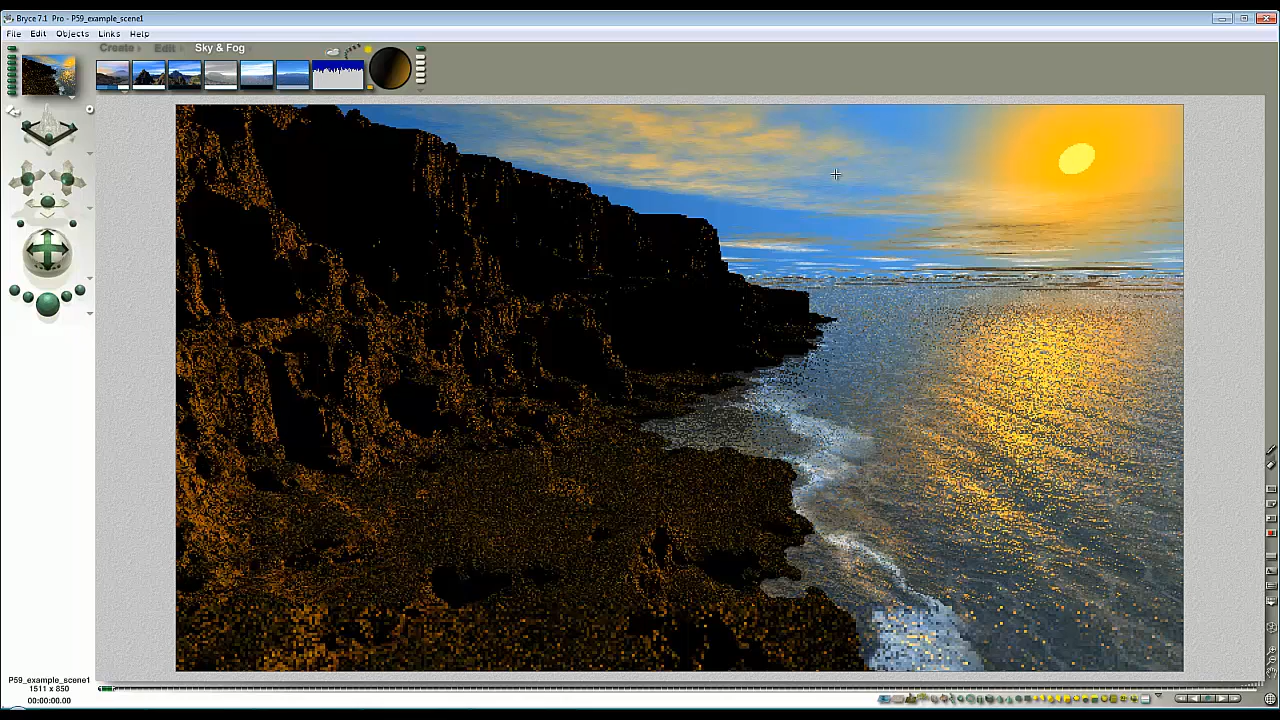 Bryce 7.1 Pro - P59_example_scene1
File Edit Objects Links Help
Create Edit Sky & Fog
P59_example_scene1
1511 x 850
00:00:00.00